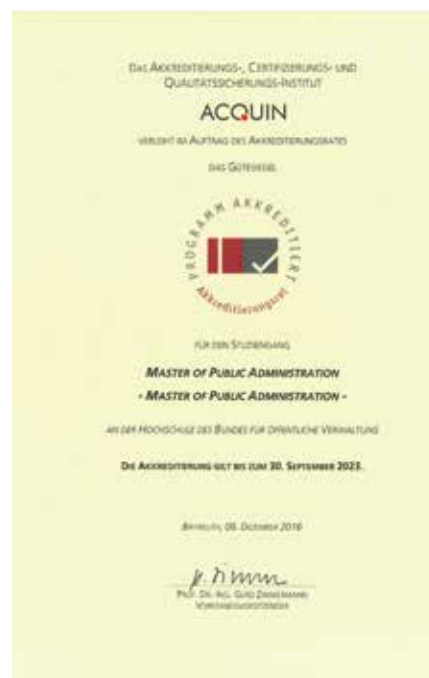 DAS AKKREDITIERUNGS-, CERTIFIZIERUNGS- UND
QUALITÄTSSICHERUNGS-INSTITUT
ACQUIN
VERLEIHT IM AUFTRAG DES AKKREDITIERUNGSRATES
DAS GÜTESIEGEL
PROGRAMM AKKREDITIERT
Akkreditierungsrat
FÜR DEN STUDIENGANG
MASTER OF PUBLIC ADMINISTRATION
- MASTER OF PUBLIC ADMINISTRATION -
AN DER HOCHSCHULE DES BUNDES FÜR ÖFFENTLICHE VERWALTUNG
DIE AKKREDITIERUNG GILT BIS ZUM 30. SEPTEMBER 2023.
BAYREUTH, 06. DEZEMBER 2016
PROF. DR.-ING. GERD ZIMMERMANN
VORSTANDSVORSITZENDER